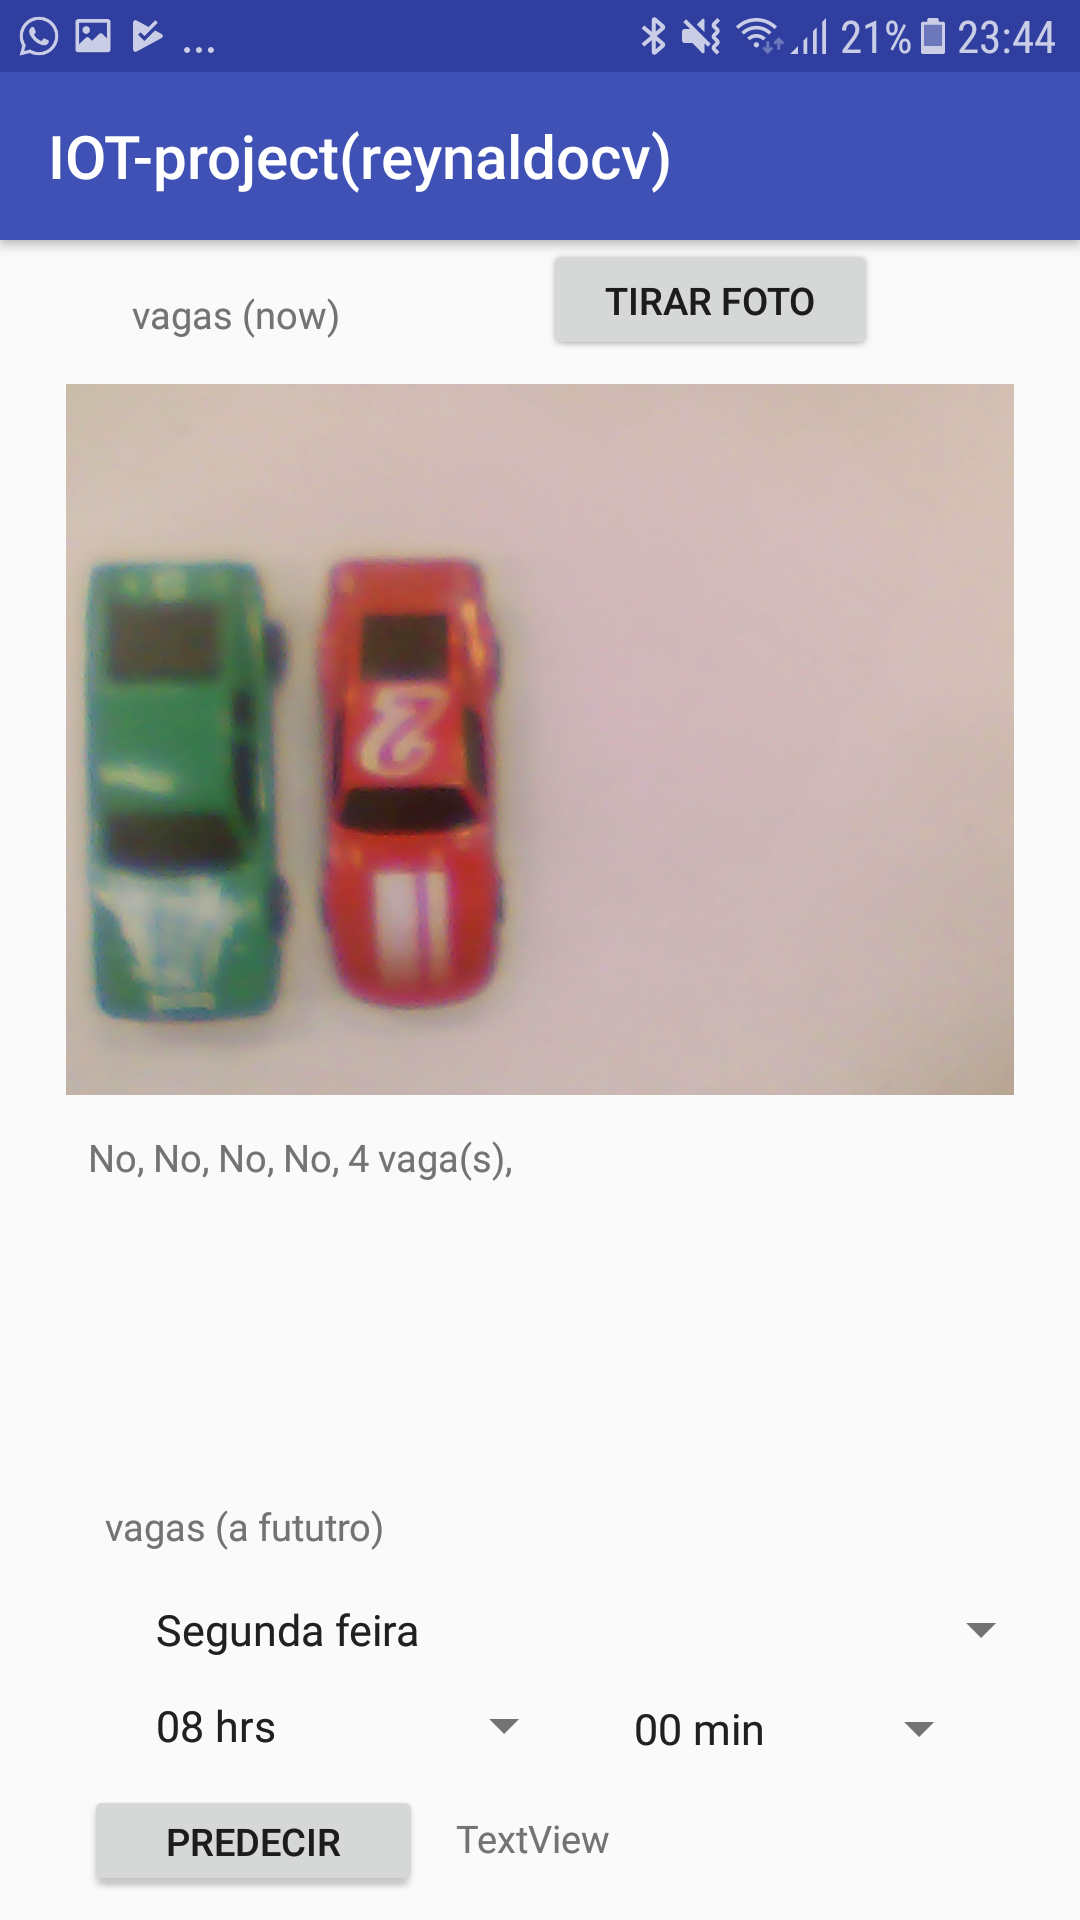 ... 21% 23:44
IOT-project(reynaldocv)
vagas (now)
TIRAR FOTO
2
No, No, No, No, 4 vaga(s),
vagas (a fututro)
Segunda feira
08 hrs
00 min
PREDECIR
TextView